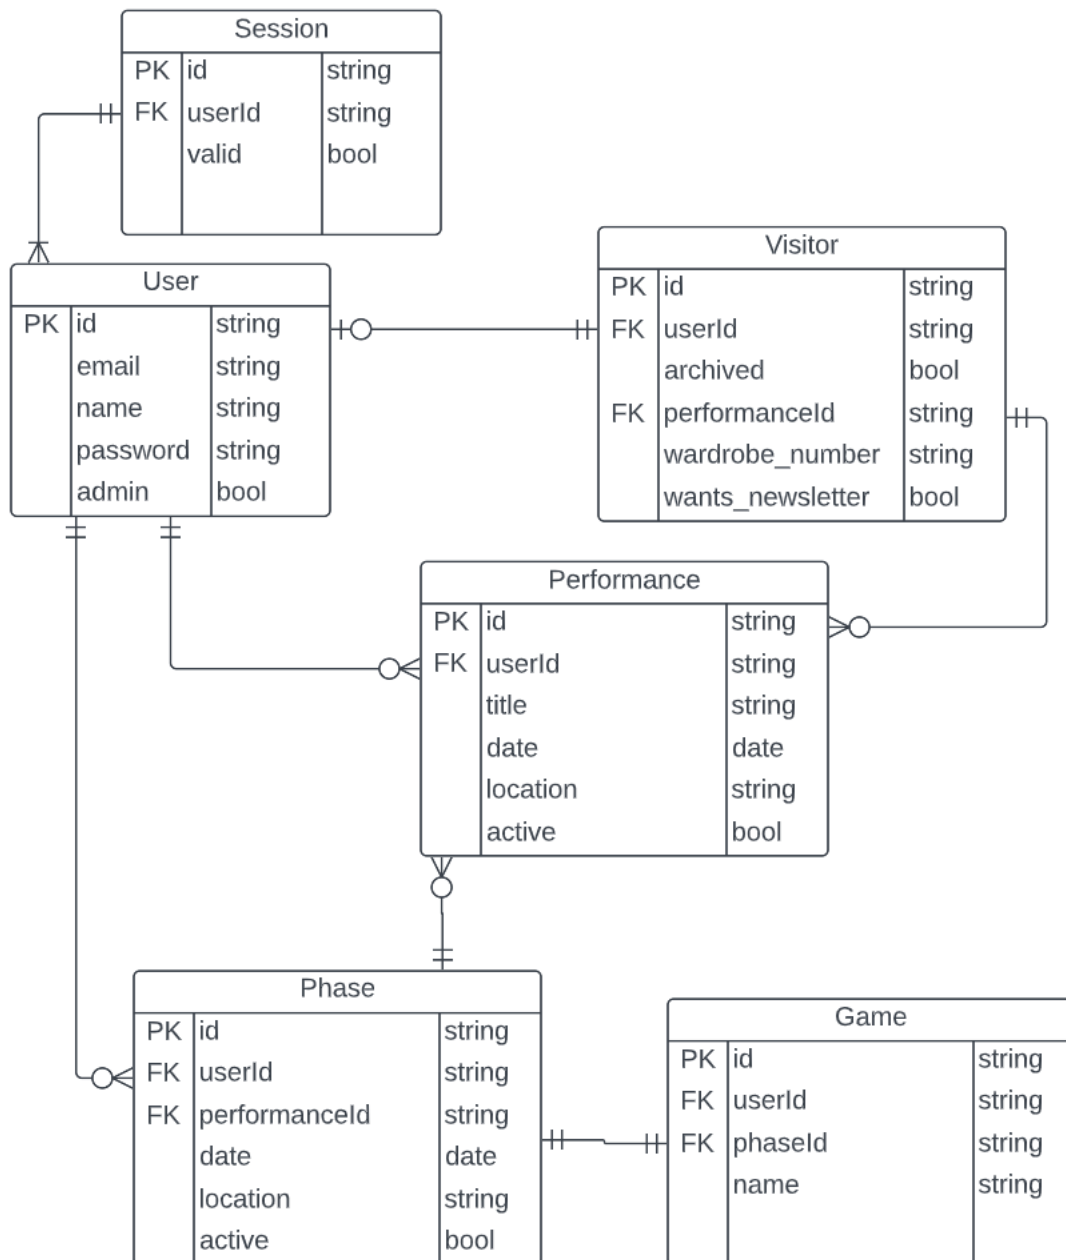 Session
PK id string
FK userId string
valid bool
User
PK id string
email string
name string
password string
admin bool
Visitor
PK id string
FK userId string
archived bool
FK performanceId string
wardrobe_number string
wants_newsletter bool
Performance
PK id string
FK userId string
title string
date date
location string
active bool
Phase
PK id string
FK userId string
FK performanceId string
date date
location string
active bool
Game
PK id string
FK userId string
FK phaseId string
name string